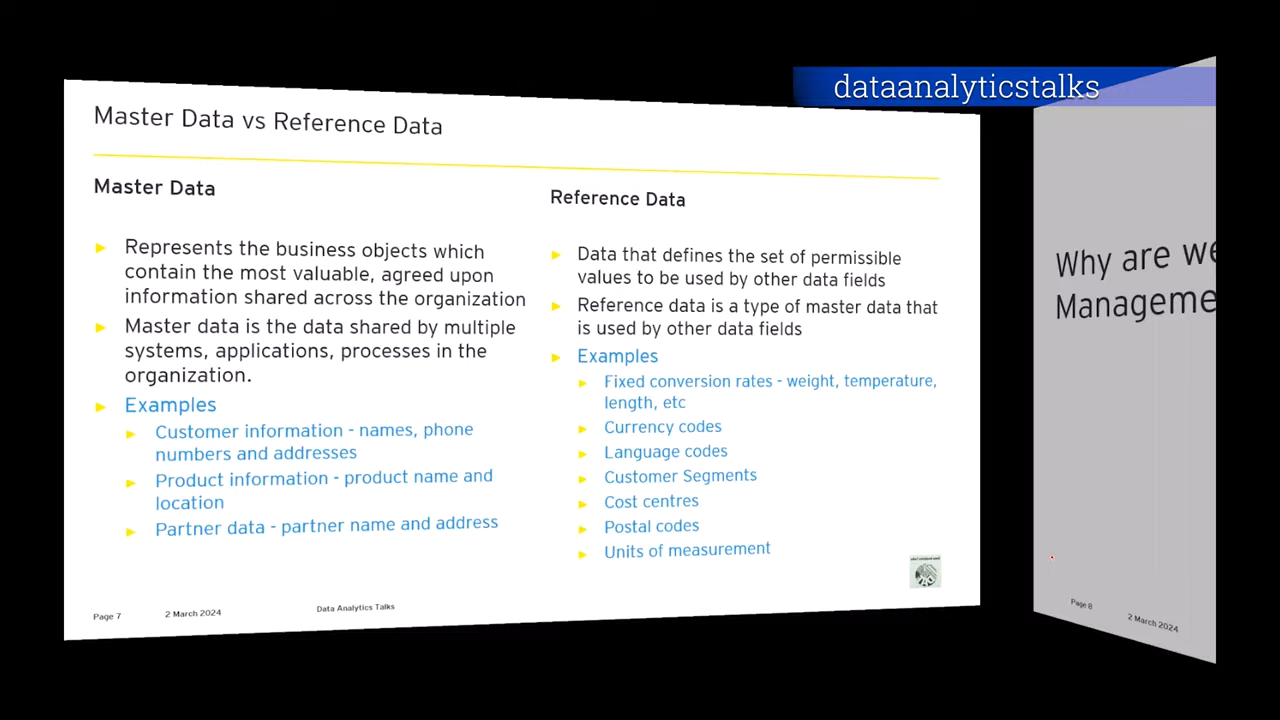 dataanalyticstalks
Master Data vs Reference Data
Master Data
Represents the business objects which
contain the most valuable, agreed upon
information shared across the organization
Master data is the data shared by multiple
systems, applications, processes in the
organization.
Examples
Customer information - names, phone
numbers and addresses
Product information - product name and
location
Partner data - partner name and address
Reference Data
Data that defines the set of permissible
values to be used by other data fields
Reference data is a type of master data that
is used by other data fields
Examples
Fixed conversion rates - weight, temperature,
length, etc
Currency codes
Language codes
Customer Segments
Cost centres
Postal codes
Units of measurement
Page 7 2 March 2024 Data Analytics Talks
Why are we
Manageme
Page 8 2 March 2024